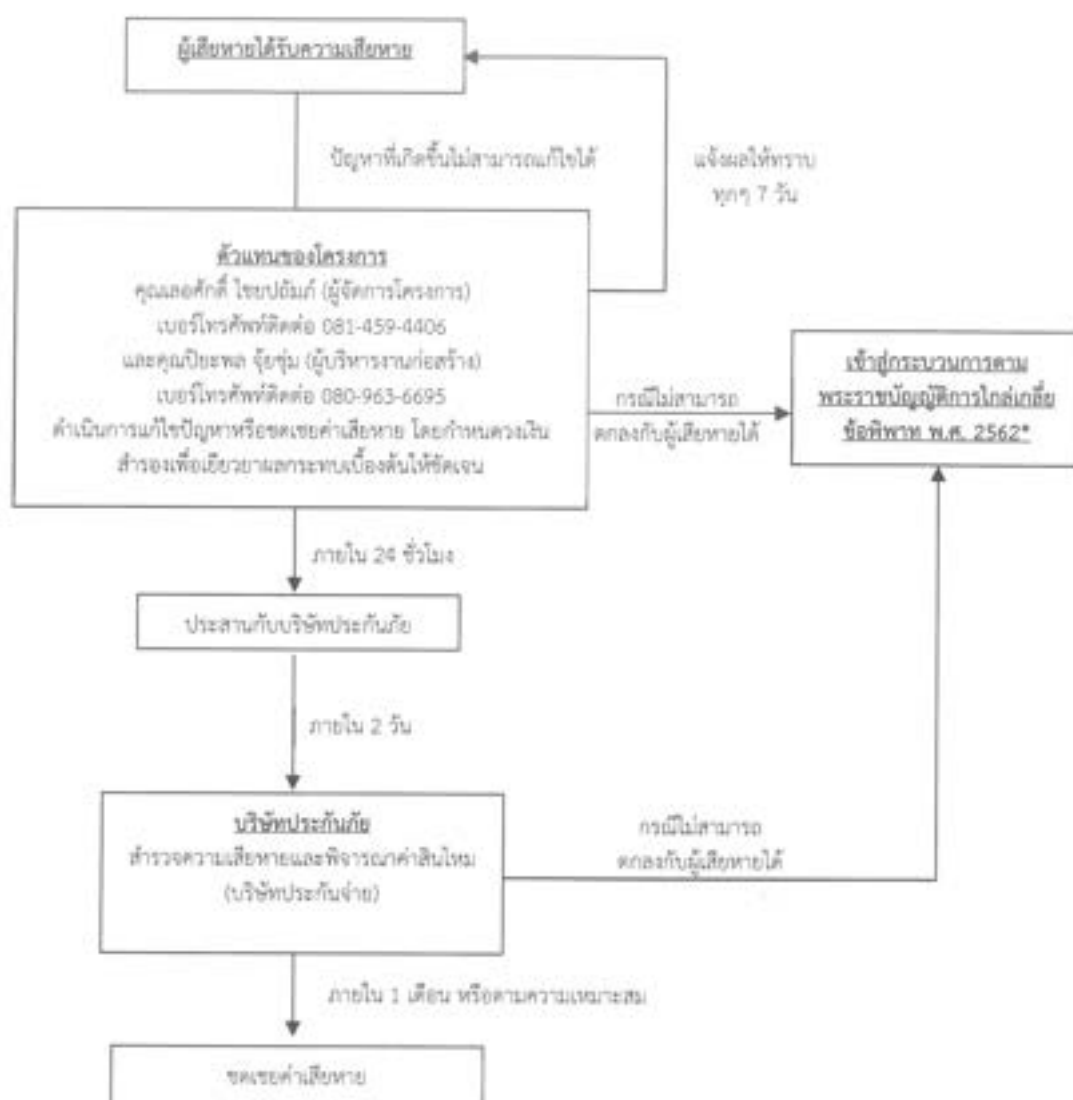 ผู้เสียหายได้รับความเสียหาย
ปัญหาที่เกิดขึ้นไม่สามารถแก้ไขได้
แจ้งผลให้ทราบ
ทุกๆ 7 วัน
ตัวแทนของโครงการ
คุณเลอศักดิ์ ไชยปถัมภ์ (ผู้จัดการโครงการ)
เบอร์โทรศัพท์ติดต่อ 081-459-4406
และคุณปิยะพล จุ้ยชุ่ม (ผู้บริหารงานก่อสร้าง)
เบอร์โทรศัพท์ติดต่อ 080-963-6695
ดำเนินการแก้ไขปัญหาหรือชดเชยค่าเสียหาย โดยกำหนดวงเงิน
สำรองเพื่อเยียวยาผลกระทบเบื้องต้นให้ชัดเจน
กรณีไม่สามารถ
ตกลงกับผู้เสียหายได้
เข้าสู่กระบวนการตาม
พระราชบัญญัติการไกล่เกลี่ย
ข้อพิพาท พ.ศ. 2562*
ภายใน 24 ชั่วโมง
ประสานกับบริษัทประกันภัย
ภายใน 2 วัน
บริษัทประกันภัย
สำรวจความเสียหายและพิจารณาค่าสินไหม
(บริษัทประกันจ่าย)
กรณีไม่สามารถ
ตกลงกับผู้เสียหายได้
ภายใน 1 เดือน หรือตามความเหมาะสม
ชดเชยค่าเสียหาย